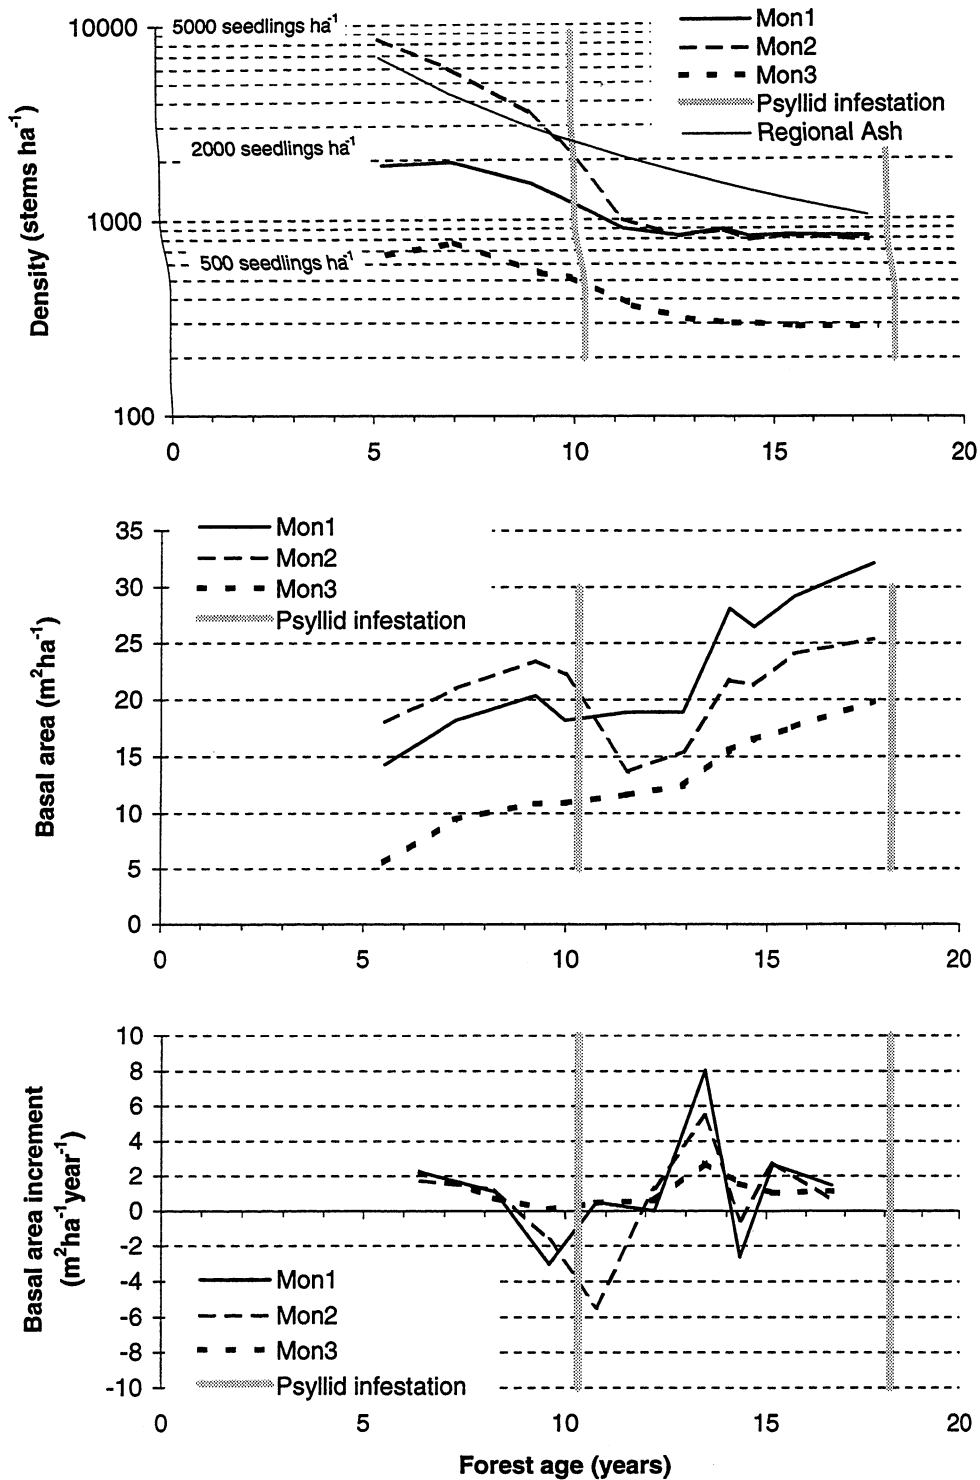 10000
5000 seedlings ha⁻¹
Mon1
Mon2
Mon3
Psyllid infestation
Regional Ash
2000 seedlings ha⁻¹
1000
500 seedlings ha⁻¹
100
Density (stems ha⁻¹)
0 5 10 15 20
35
30
25
20
15
10
5
0
Mon1
Mon2
Mon3
Psyllid infestation
Basal area (m²ha⁻¹)
0 5 10 15 20
10
8
6
4
2
0
-2
-4
-6
-8
-10
Basal area increment
(m²ha⁻¹year⁻¹)
Mon1
Mon2
Mon3
Psyllid infestation
0 5 10 15 20
Forest age (years)